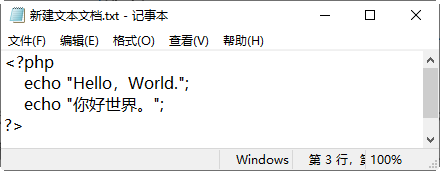 新建文本文档.txt - 记事本
文件(F) 编辑(E) 格式(O) 查看(V) 帮助(H)
<?php
    echo "Hello，World.";
    echo "你好世界。";
?>
Windows 第 3 行， 100%